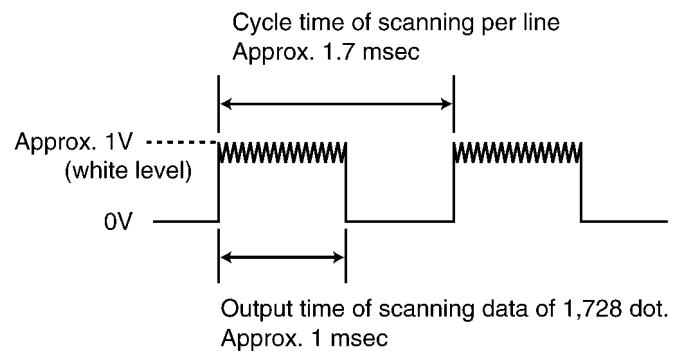 Cycle time of scanning per line
Approx. 1.7 msec
Approx. 1V
(white level)
0V
Output time of scanning data of 1,728 dot.
Approx. 1 msec